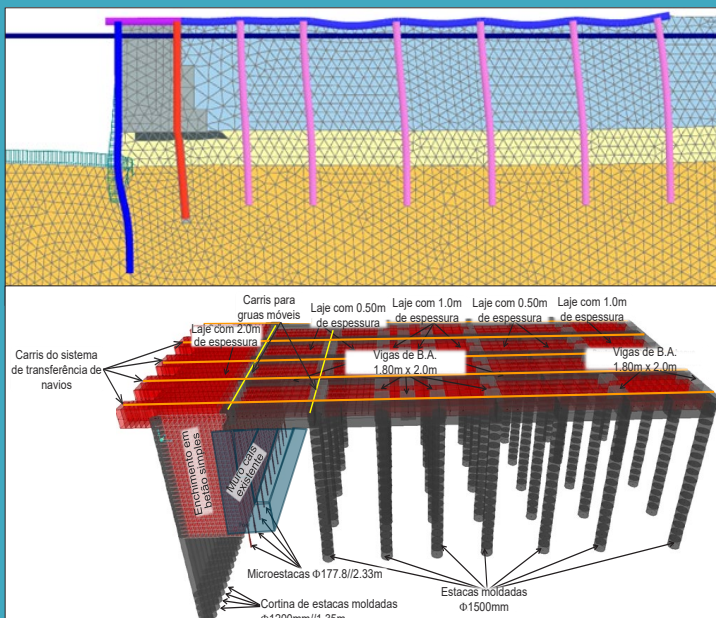 Carris para
gruas móveis
Laje com 0.50m
de espessura
Laje com 1.0m
de espessura
Laje com 0.50m
de espessura
Laje com 1.0m
de espessura
Laje com 2.0m
de espessura
Carris do sistema
de transferência de
navios
Vigas de B.A.
1.80m x 2.0m
Vigas de B.A.
1.80m x 2.0m
Enchimento em
betão simples
Muro cais
existente
Microestacas Φ177.8//2.33m
Estacas moldadas
Φ1500mm
Cortina de estacas moldadas
Φ1200mm//1.35m